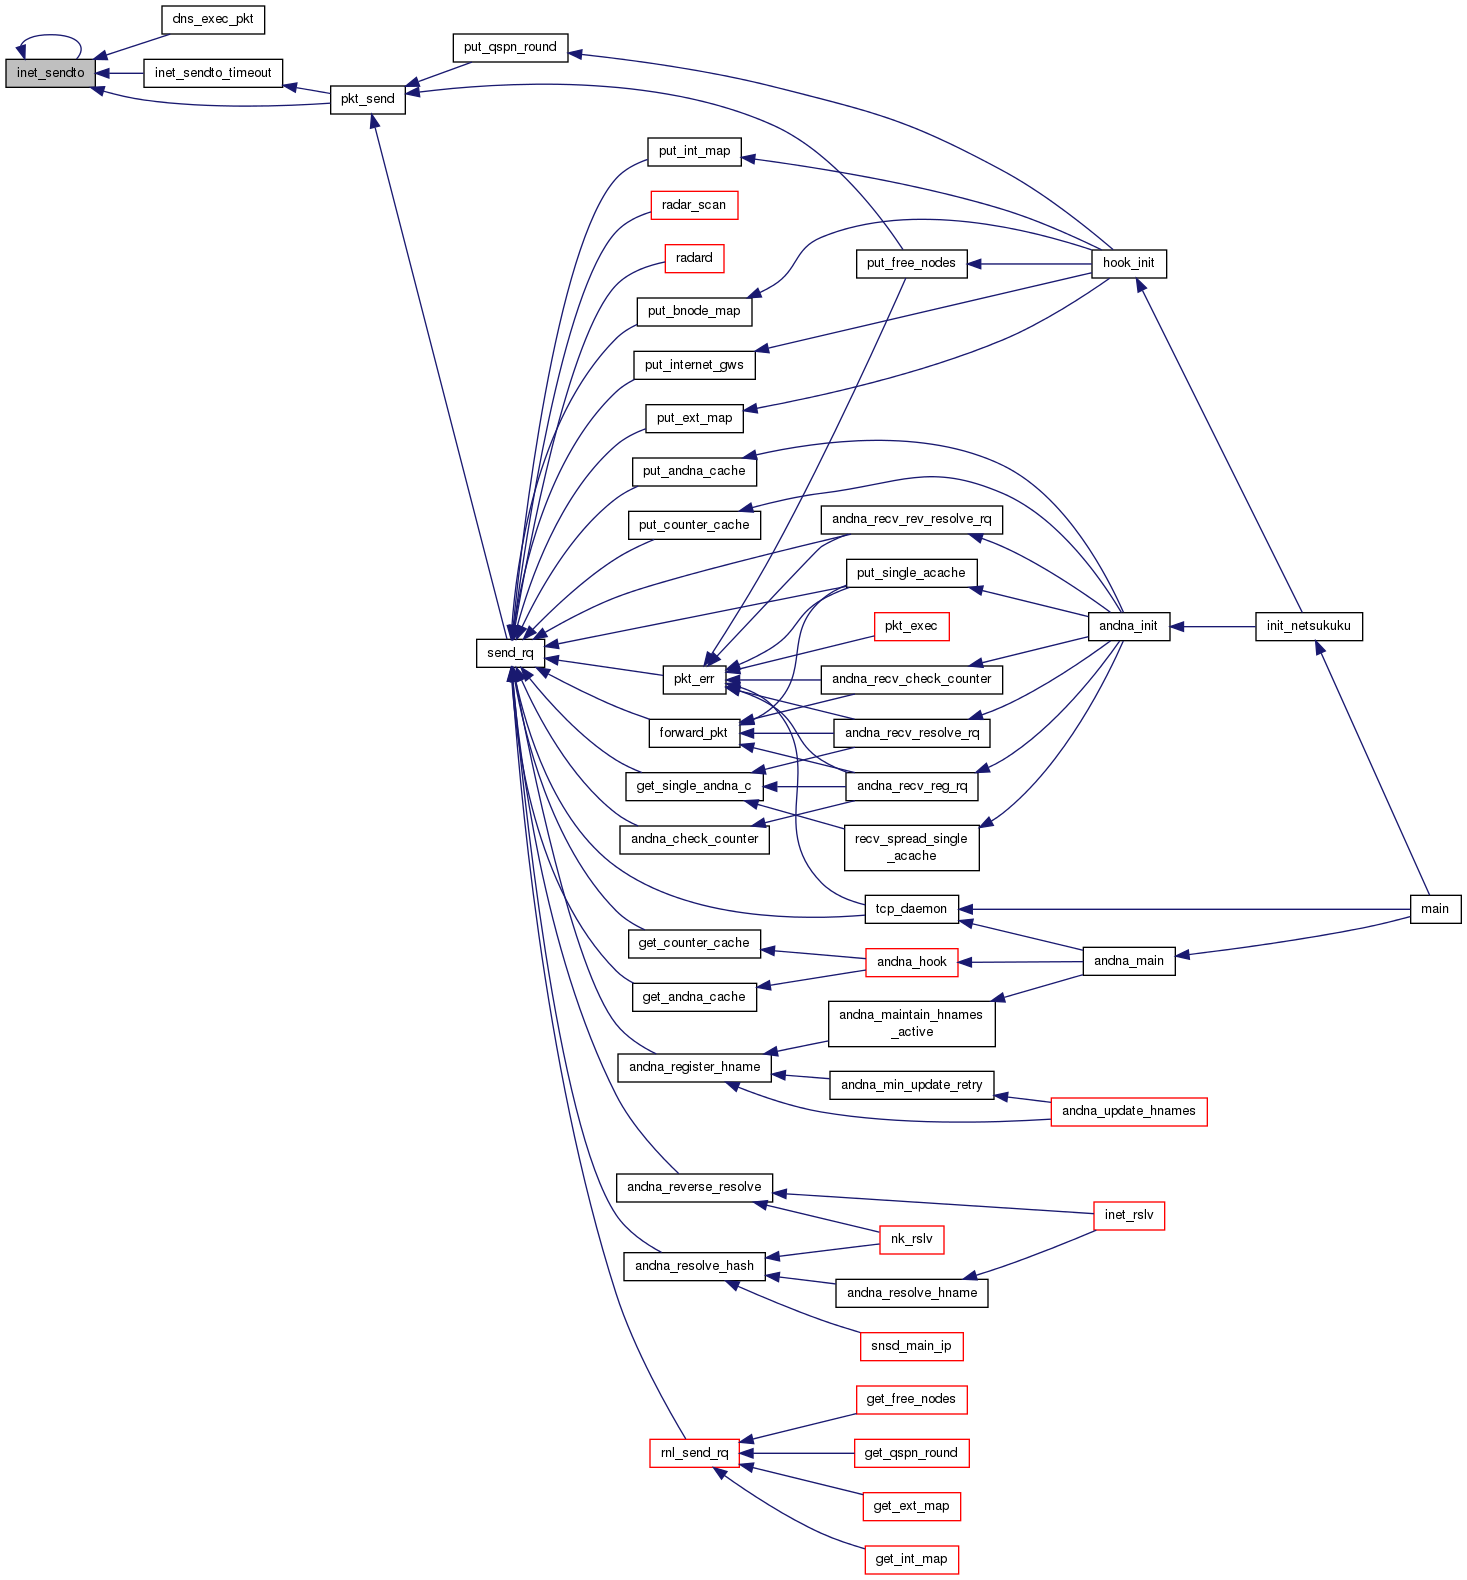 dns_exec_pkt
inet_sendto
inet_sendto_timeout
pkt_send
put_qspn_round
put_int_map
radar_scan
radard
put_free_nodes
hook_init
put_bnode_map
put_internet_gws
put_ext_map
put_andna_cache
put_counter_cache
andna_recv_rev_resolve_rq
put_single_acache
pkt_exec
andna_init
init_netsukuku
send_rq
pkt_err
andna_recv_check_counter
forward_pkt
andna_recv_resolve_rq
get_single_andna_c
andna_recv_reg_rq
andna_check_counter
recv_spread_single
_acache
tcp_daemon
main
get_counter_cache
andna_hook
andna_main
get_andna_cache
andna_maintain_hnames
_active
andna_register_hname
andna_min_update_retry
andna_update_hnames
andna_reverse_resolve
inet_rslv
nk_rslv
andna_resolve_hash
andna_resolve_hname
snsd_main_ip
get_free_nodes
rnl_send_rq
get_qspn_round
get_ext_map
get_int_map